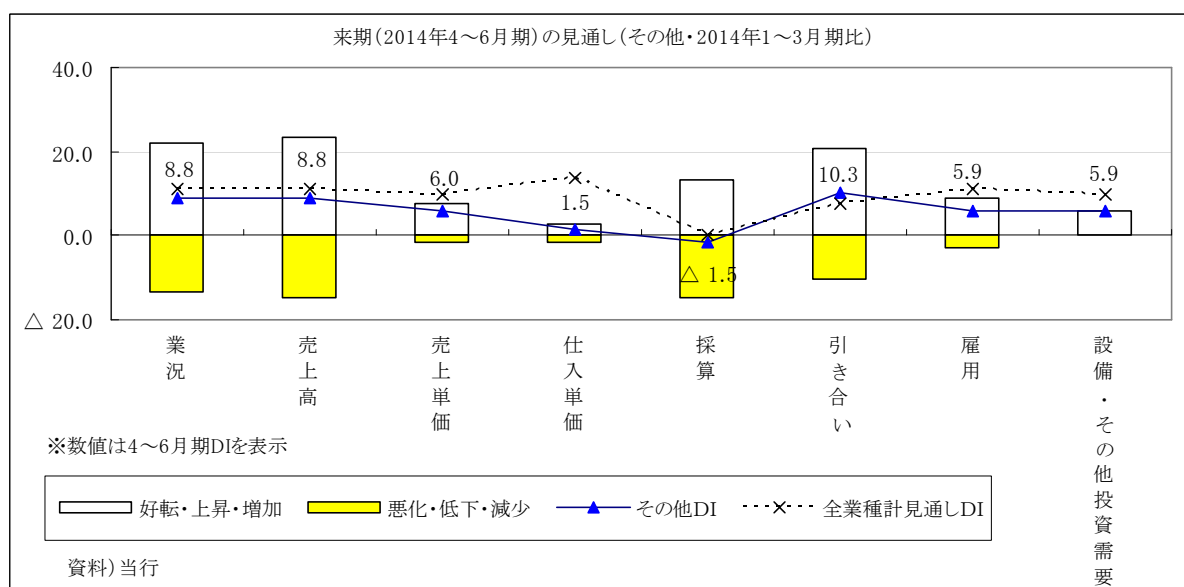 来期(2014年4～6月期)の見通し(その他・2014年1～3月期比)
40.0
20.0
0.0
△ 20.0
8.8
8.8
6.0
1.5
△ 1.5
10.3
5.9
5.9
業況
売上高
売上単価
仕入単価
採算
引き合い
雇用
設備・その他投資需要
※数値は4～6月期DIを表示
好転・上昇・増加
悪化・低下・減少
その他DI
全業種計見通しDI
資料)当行